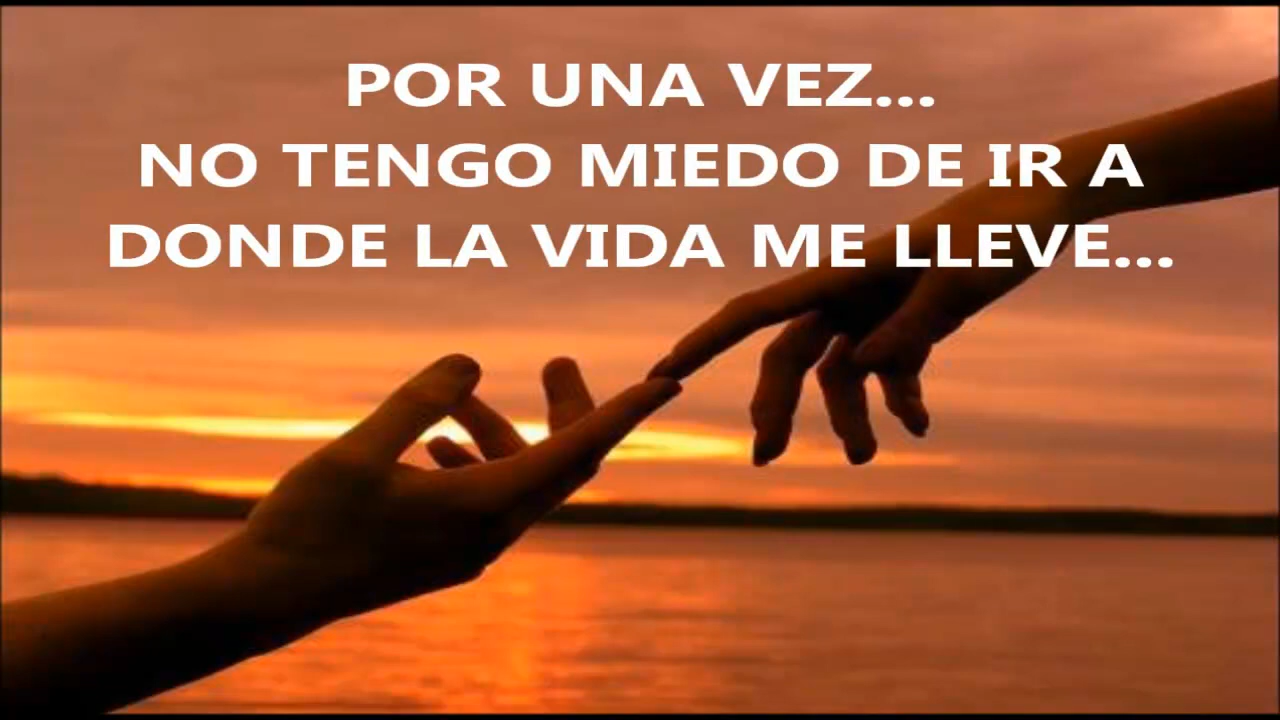 POR UNA VEZ...
NO TENGO MIEDO DE IR A
DONDE LA VIDA ME LLEVE...